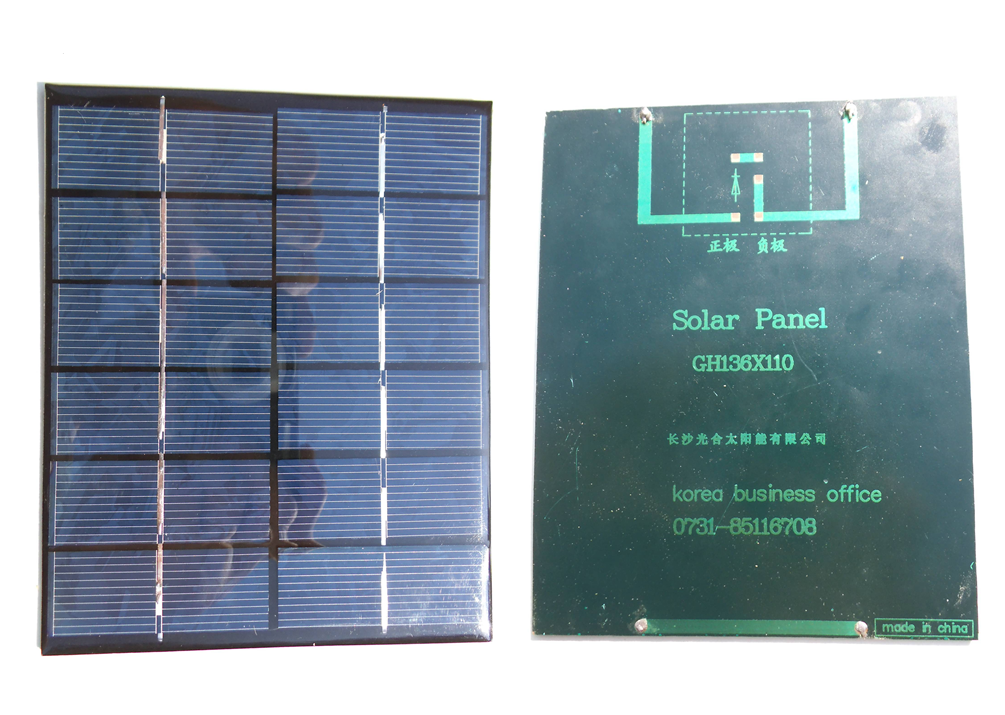 正极 负极
Solar Panel
GH136X110
长沙光合太阳能有限公司
korea business office
0731-85116708
made in china